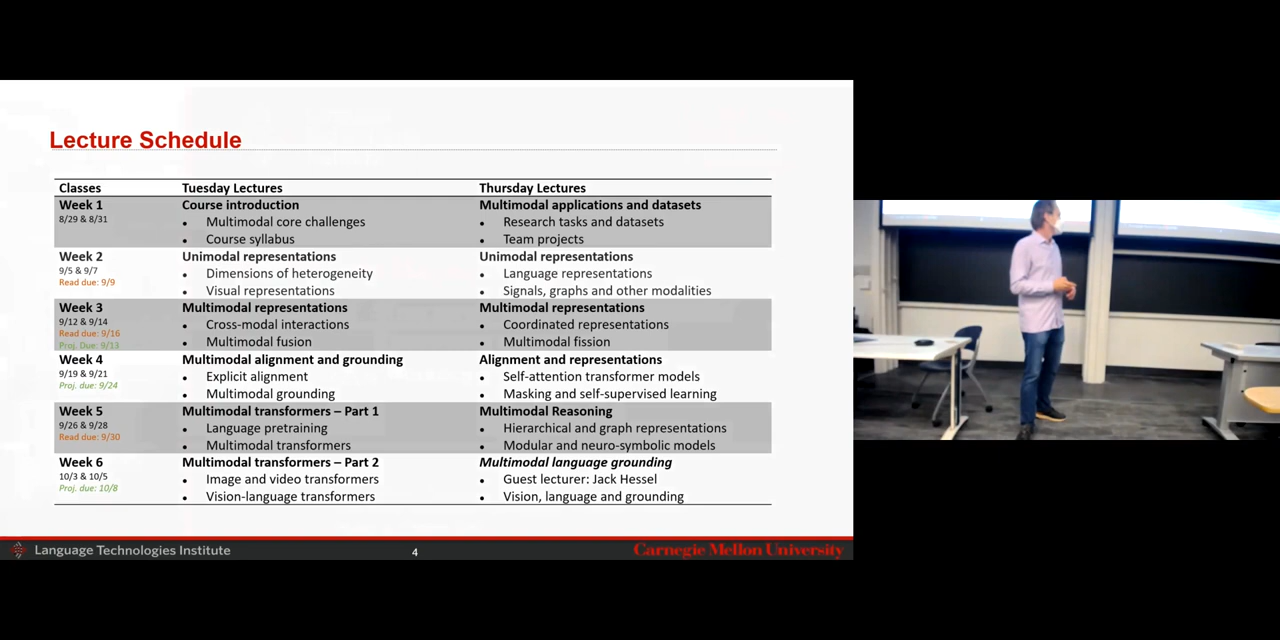 Lecture Schedule
Classes Tuesday Lectures Thursday Lectures
Week 1 Course introduction Multimodal applications and datasets
8/29 & 8/31 • Multimodal core challenges • Research tasks and datasets
• Course syllabus • Team projects
Week 2 Unimodal representations Unimodal representations
9/5 & 9/7 • Dimensions of heterogeneity • Language representations
Read due: 9/9 • Visual representations • Signals, graphs and other modalities
Week 3 Multimodal representations Multimodal representations
9/12 & 9/14 • Cross-modal interactions • Coordinated representations
Read due: 9/16 • Multimodal fusion • Multimodal fission
Proj. Due: 9/13
Week 4 Multimodal alignment and grounding Alignment and representations
9/19 & 9/21 • Explicit alignment • Self-attention transformer models
Proj. due: 9/24 • Multimodal grounding • Masking and self-supervised learning
Week 5 Multimodal transformers – Part 1 Multimodal Reasoning
9/26 & 9/28 • Language pretraining • Hierarchical and graph representations
Read due: 9/30 • Multimodal transformers • Modular and neuro-symbolic models
Week 6 Multimodal transformers – Part 2 Multimodal language grounding
10/3 & 10/5 • Image and video transformers • Guest lecturer: Jack Hessel
Proj. due: 10/8 • Vision-language transformers • Vision, language and grounding
Language Technologies Institute 4 Carnegie Mellon University